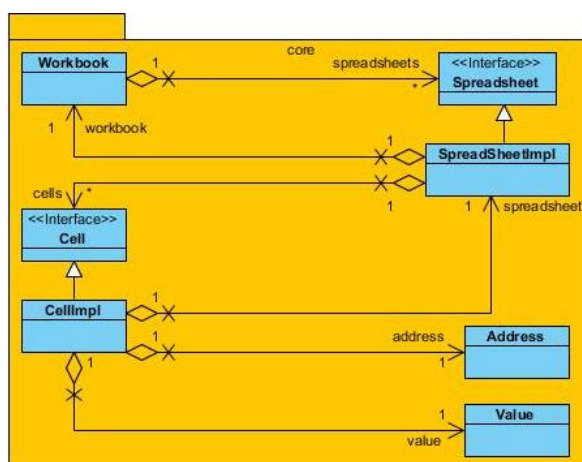 core
Workbook
1
spreadsheets
*
<<Interface>>
Spreadsheet
1
workbook
1
SpreadSheetImpl
cells
*
1
1
spreadsheet
<<Interface>>
Cell
CellImpl
1
1
address
1
Address
1
1
value
Value